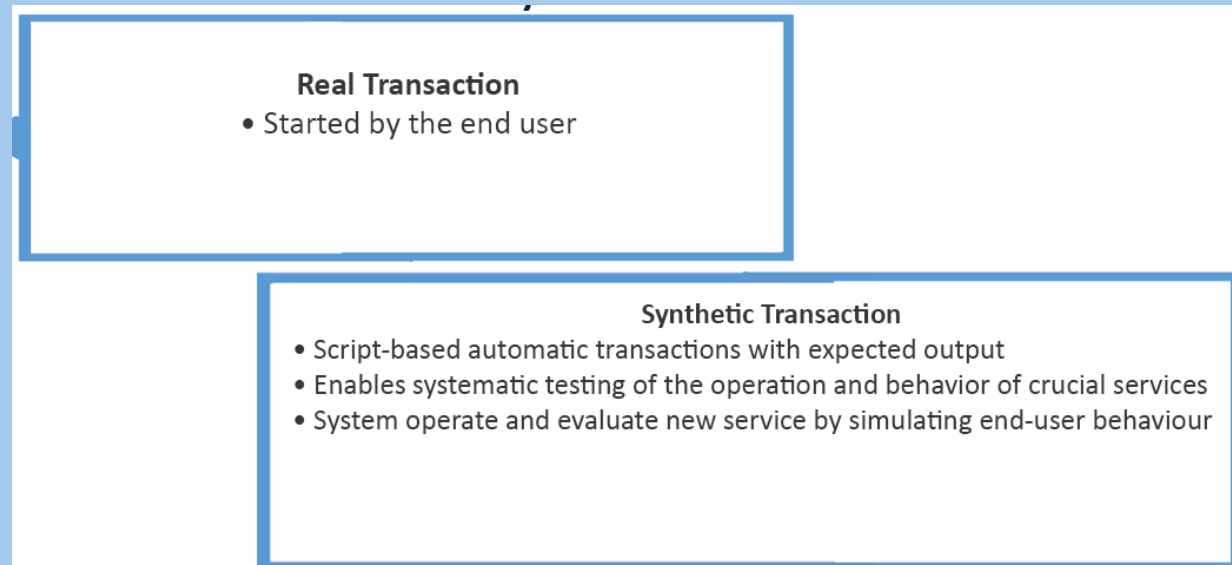 Real Transaction
• Started by the end user
Synthetic Transaction
• Script-based automatic transactions with expected output
• Enables systematic testing of the operation and behavior of crucial services
• System operate and evaluate new service by simulating end-user behaviour